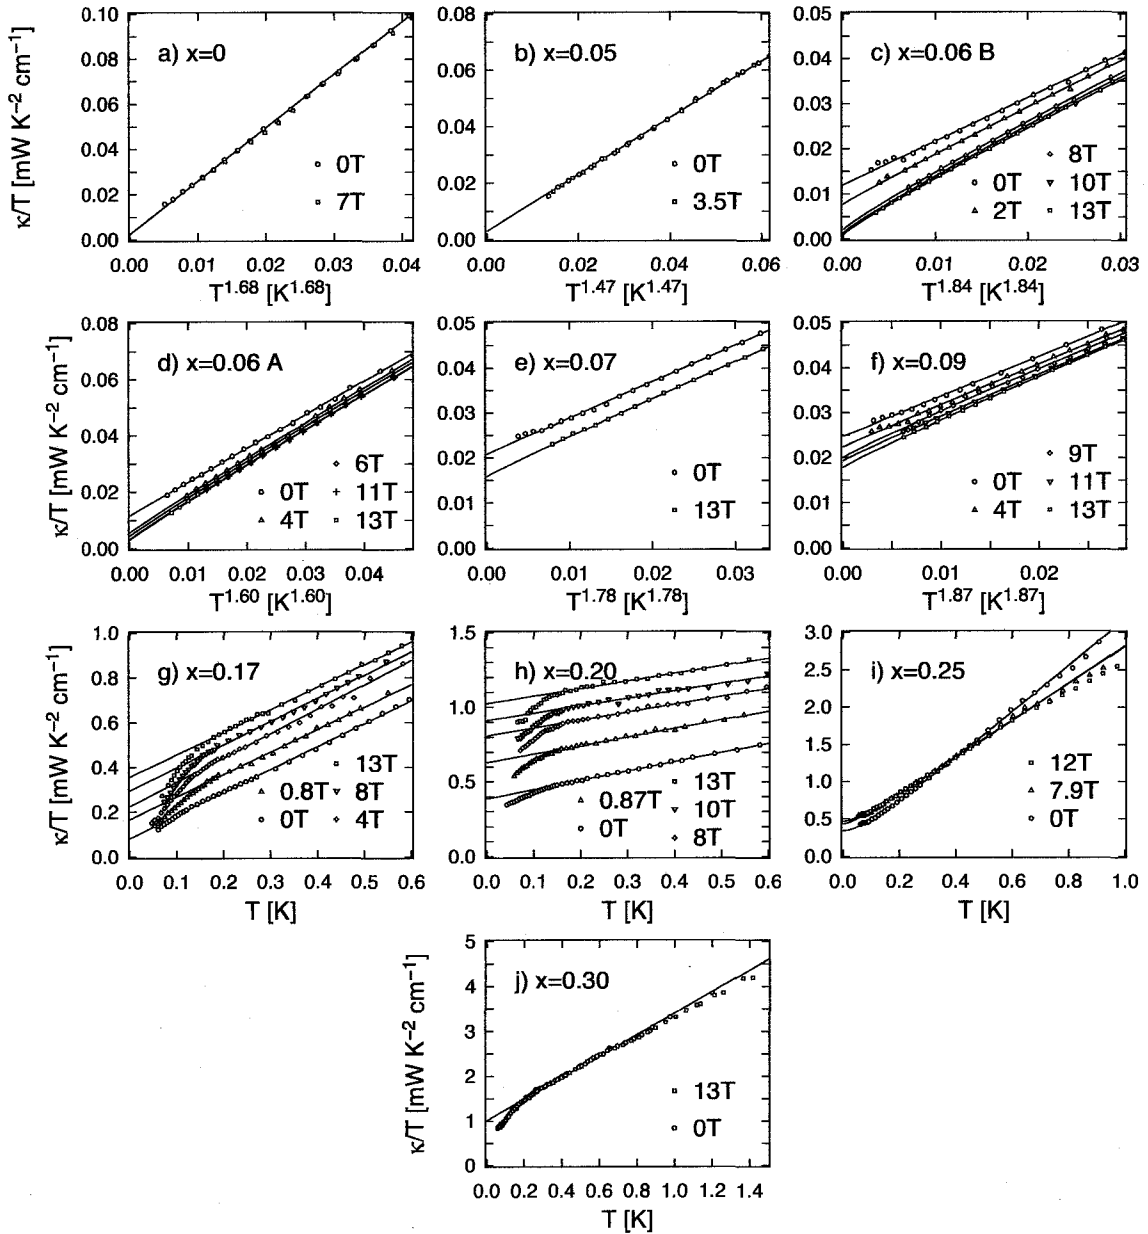 κ/T [mW K⁻² cm⁻¹]
0.10
0.08
0.06
0.04
0.02
0.00
a) x=0
0T
7T
0.00 0.01 0.02 0.03 0.04
T^1.68 [K^1.68]
0.08
0.06
0.04
0.02
0.00
b) x=0.05
0T
3.5T
0.00 0.01 0.02 0.03 0.04 0.05 0.06
T^1.47 [K^1.47]
0.05
0.04
0.03
0.02
0.01
0.00
c) x=0.06 B
8T
0T 10T
2T 13T
0.00 0.01 0.02 0.03
T^1.84 [K^1.84]
κ/T [mW K⁻² cm⁻¹]
0.08
0.06
0.04
0.02
0.00
d) x=0.06 A
6T
0T 11T
4T 13T
0.00 0.01 0.02 0.03 0.04
T^1.60 [K^1.60]
0.05
0.04
0.03
0.02
0.01
0.00
e) x=0.07
0T
13T
0.00 0.01 0.02 0.03
T^1.78 [K^1.78]
0.05
0.04
0.03
0.02
0.01
0.00
f) x=0.09
9T
0T 11T
4T 13T
0.00 0.01 0.02
T^1.87 [K^1.87]
κ/T [mW K⁻² cm⁻¹]
1.0
0.8
0.6
0.4
0.2
0.0
g) x=0.17
13T
0.8T 8T
0T 4T
0.0 0.1 0.2 0.3 0.4 0.5 0.6
T [K]
1.5
1.0
0.5
0.0
h) x=0.20
13T
0.87T 10T
0T 8T
0.0 0.1 0.2 0.3 0.4 0.5 0.6
T [K]
3.0
2.5
2.0
1.5
1.0
0.5
0.0
i) x=0.25
12T
7.9T
0T
0.0 0.2 0.4 0.6 0.8 1.0
T [K]
κ/T [mW K⁻² cm⁻¹]
5
4
3
2
1
0
j) x=0.30
13T
0T
0.0 0.2 0.4 0.6 0.8 1.0 1.2 1.4
T [K]